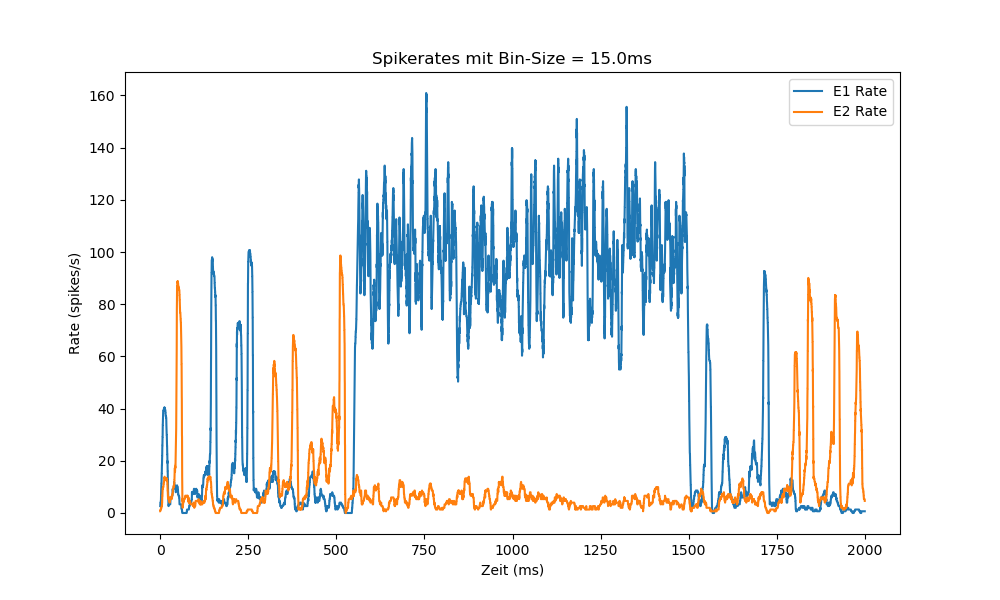 Spikerates mit Bin-Size = 15.0ms
E1 Rate
E2 Rate
160
140
120
100
80
60
40
20
0
Rate (spikes/s)
0 250 500 750 1000 1250 1500 1750 2000
Zeit (ms)